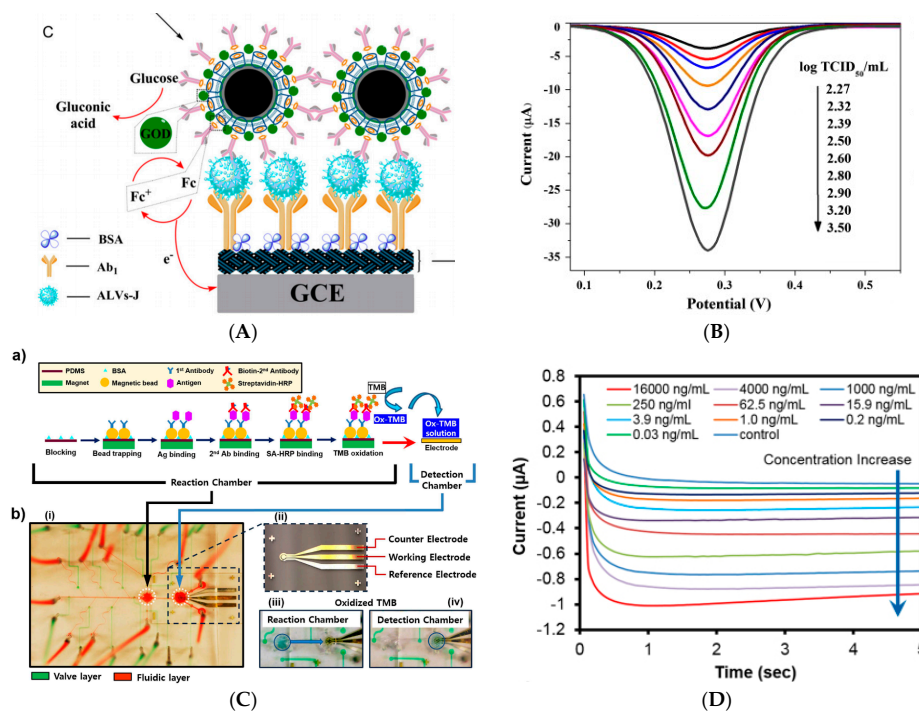 C
Glucose
Gluconic
acid
GOD
Fc
Fc+
BSA
e-
Ab1
ALVs-J
GCE
(A)
0
-5
-10
-15
-20
-25
-30
-35
Current (μA)
log TCID50/mL
2.27
2.32
2.39
2.50
2.60
2.80
2.90
3.20
3.50
0.1 0.2 0.3 0.4 0.5
Potential (V)
(B)
a)
PDMS BSA 1st Antibody Biotin-2nd Antibody
Magnet Magnetic bead Antigen Streptavidin-HRP
TMB
Ox-TMB
Ox-TMB
solution
Electrode
Blocking Bead trapping Ag binding 2nd Ab binding SA-HRP binding TMB oxidation
Reaction Chamber
Detection
Chamber
b)
(i)
(ii)
Counter Electrode
Working Electrode
Reference Electrode
(iii) Oxidized TMB (iv)
Reaction Chamber Detection Chamber
Valve layer Fluidic layer
(C)
0.8
0.6
0.4
0.2
0
-0.2
-0.4
-0.6
-0.8
-1
-1.2
Current (μA)
16000 ng/mL 4000 ng/mL 1000 ng/mL
250 ng/ml 62.5 ng/mL 15.9 ng/mL
3.9 ng/mL 1.0 ng/mL 0.2 ng/mL
0.03 ng/mL control
Concentration Increase
0 1 2 3 4 5
Time (sec)
(D)